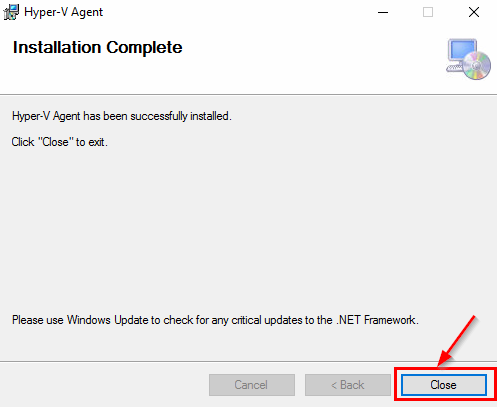 Hyper-V Agent
Installation Complete
Hyper-V Agent has been successfully installed.
Click "Close" to exit.
Please use Windows Update to check for any critical updates to the .NET Framework.
Cancel
< Back
Close